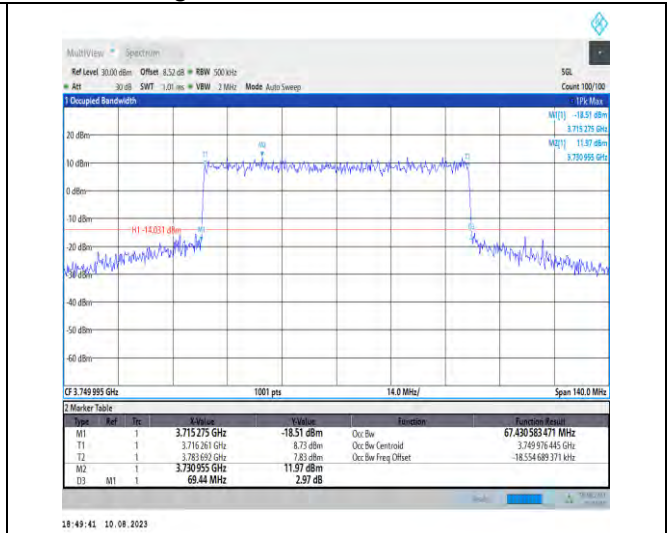 MultiView Spectrum
Ref Level 30.00 dBm Offset 8.52 dB RBW 500 kHz SGL
Att 30 dB SWT 1.01 ms VBW 2 MHz Mode Auto Sweep Count 100/100
1 Occupied Bandwidth 1Pk Max
M1[1] -18.51 dBm
3.715 275 GHz
M2[1] 11.97 dBm
3.730 955 GHz
20 dBm
M2
T1
10 dBm
0 dBm
-10 dBm
H1 -14.031 dBm
M1
-20 dBm
-30 dBm
-40 dBm
-50 dBm
-60 dBm
CF 3.749 995 GHz 1001 pts 14.0 MHz/ Span 140.0 MHz
2 Marker Table
Type Ref Trc X-Value Y-Value Function Function Result
M1 1 3.715 275 GHz -18.51 dBm Occ Bw 67.430 583 471 MHz
T1 1 3.716 261 GHz 8.73 dBm Occ Bw Centroid 3.749 976 445 GHz
T2 1 3.783 692 GHz 7.83 dBm Occ Bw Freq Offset -18.554 689 371 kHz
M2 1 3.730 955 GHz 11.97 dBm
D3 M1 1 69.44 MHz 2.97 dB
18:49:41 10.08.2023